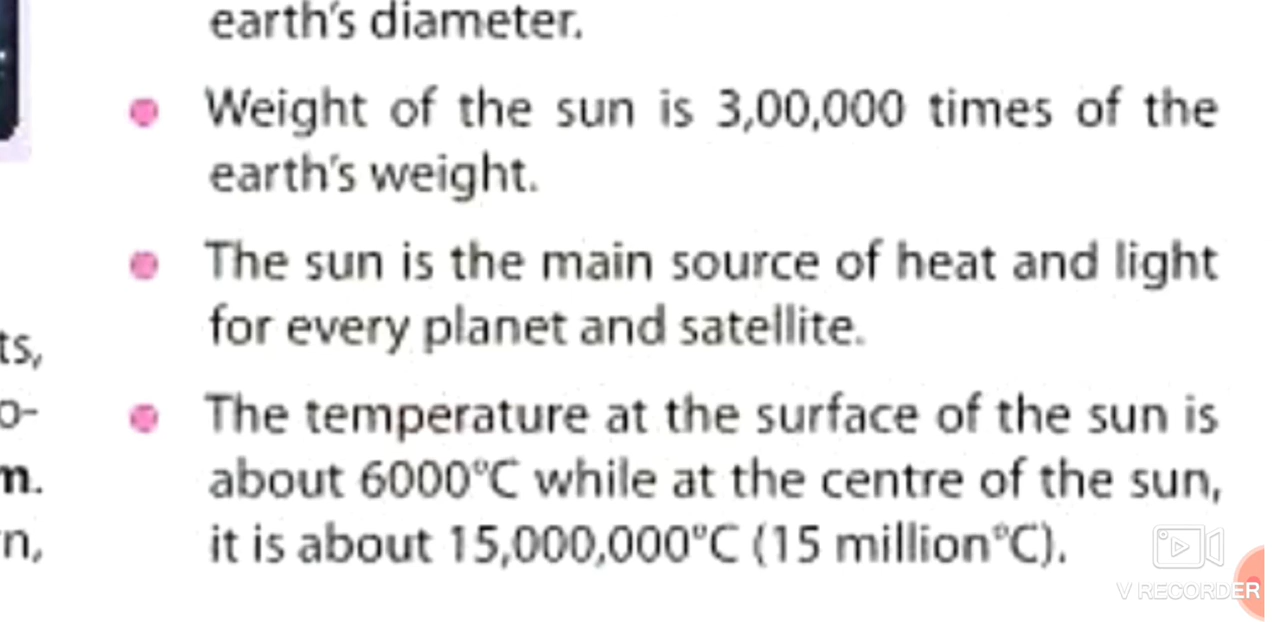 earth's diameter.
Weight of the sun is 3,00,000 times of the
earth's weight.
The sun is the main source of heat and light
for every planet and satellite.
ts,
o-
The temperature at the surface of the sun is
m.
about 6000°C while at the centre of the sun,
n,
it is about 15,000,000°C (15 million°C).
V RECORDER